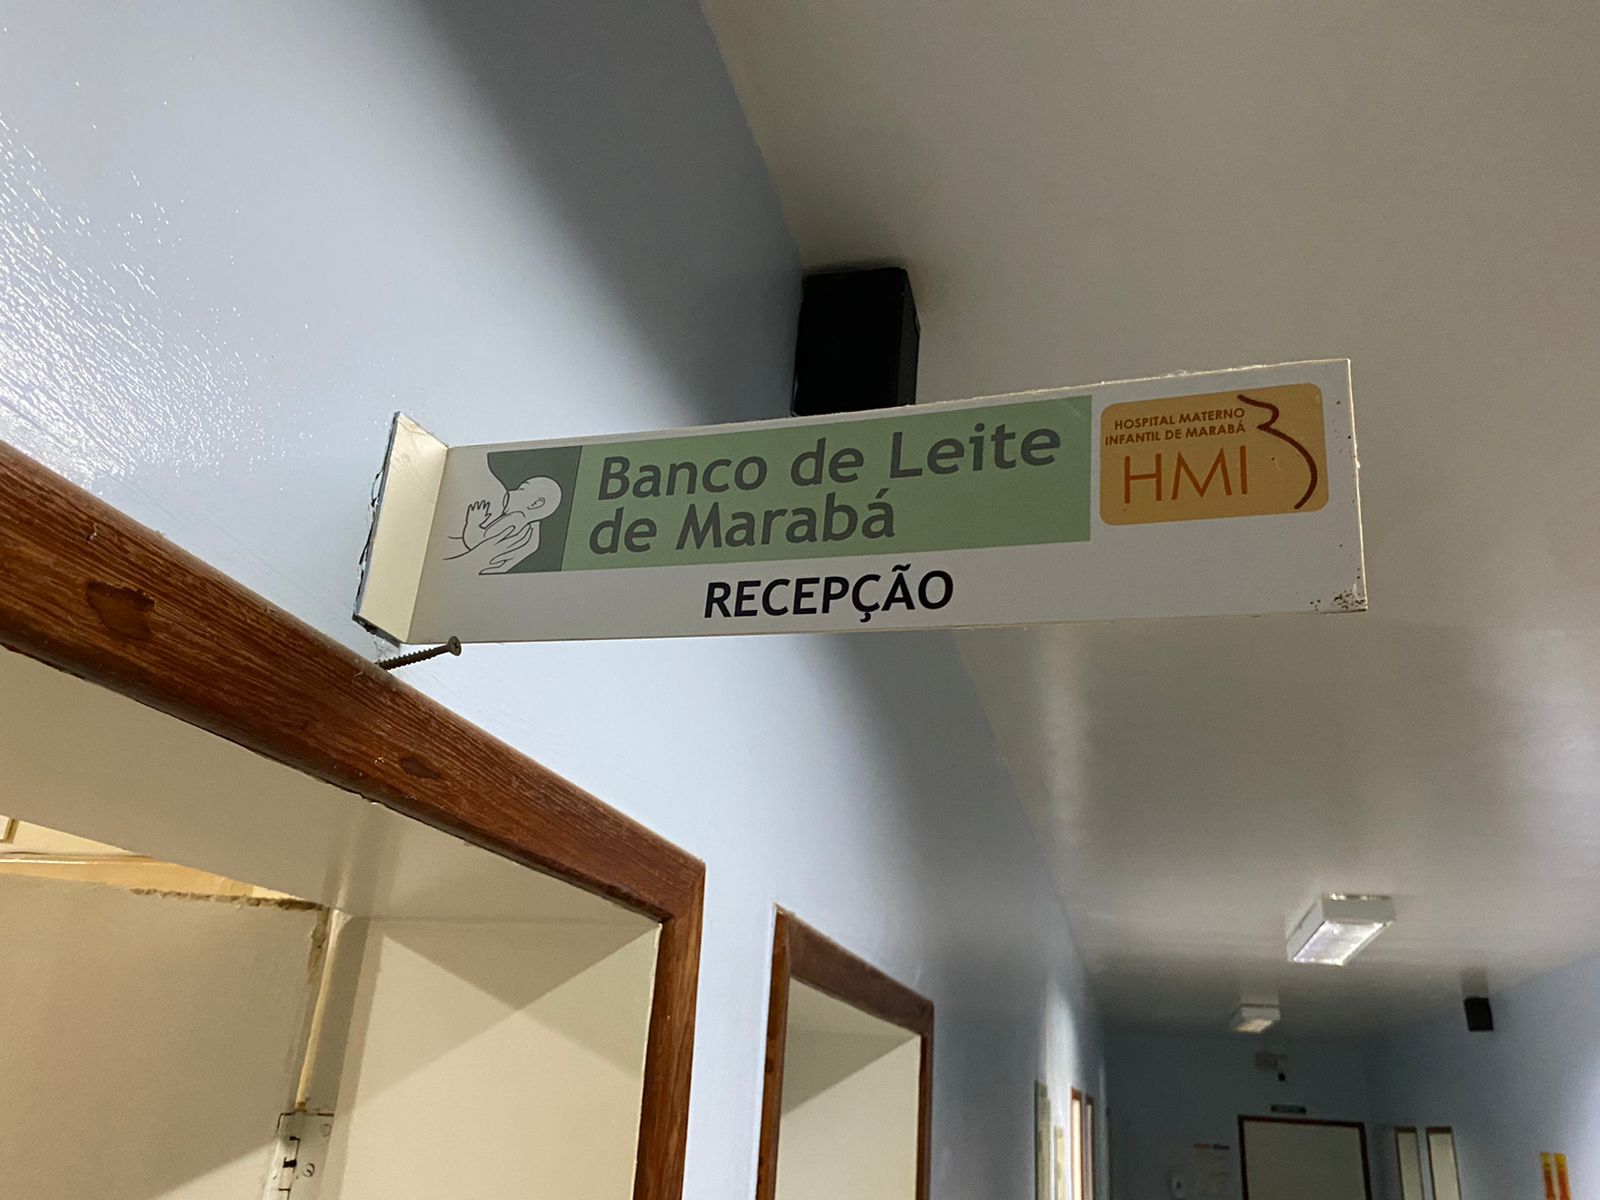 Banco de Leite
de Marabá
RECEPÇÃO
HOSPITAL MATERNO
INFANTIL DE MARABÁ
HMI